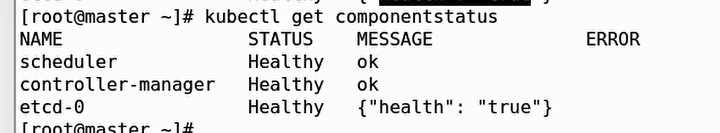 [root@master ~]# kubectl get componentstatus
NAME                 STATUS    MESSAGE              ERROR
scheduler            Healthy   ok
controller-manager   Healthy   ok
etcd-0               Healthy   {"health": "true"}
[root@master ~]#